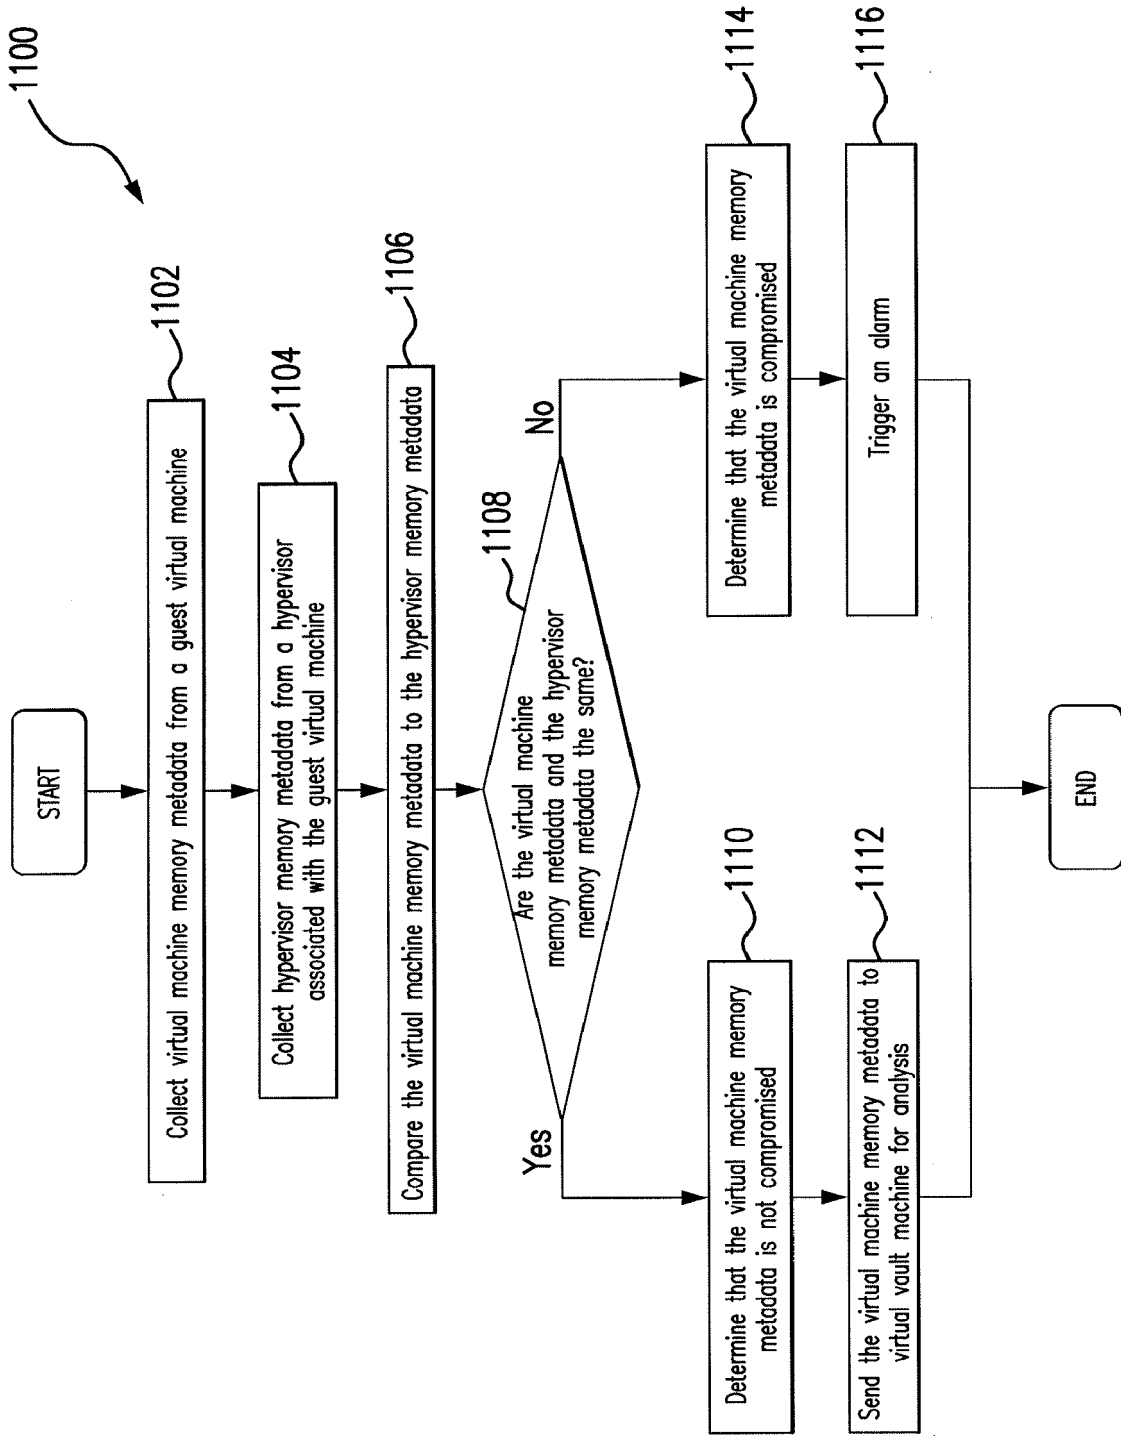 1100
START
Collect virtual machine memory metadata from a guest virtual machine
1102
Collect hypervisor memory metadata from a hypervisor
associated with the guest virtual machine
1104
Compare the virtual machine memory metadata to the hypervisor memory metadata
1106
Are the virtual machine
memory metadata and the hypervisor
memory metadata the same?
1108
Yes
No
Determine that the virtual machine memory
metadata is not compromised
1110
Send the virtual machine memory metadata to
virtual vault machine for analysis
1112
Determine that the virtual machine memory
metadata is compromised
1114
Trigger an alarm
1116
END